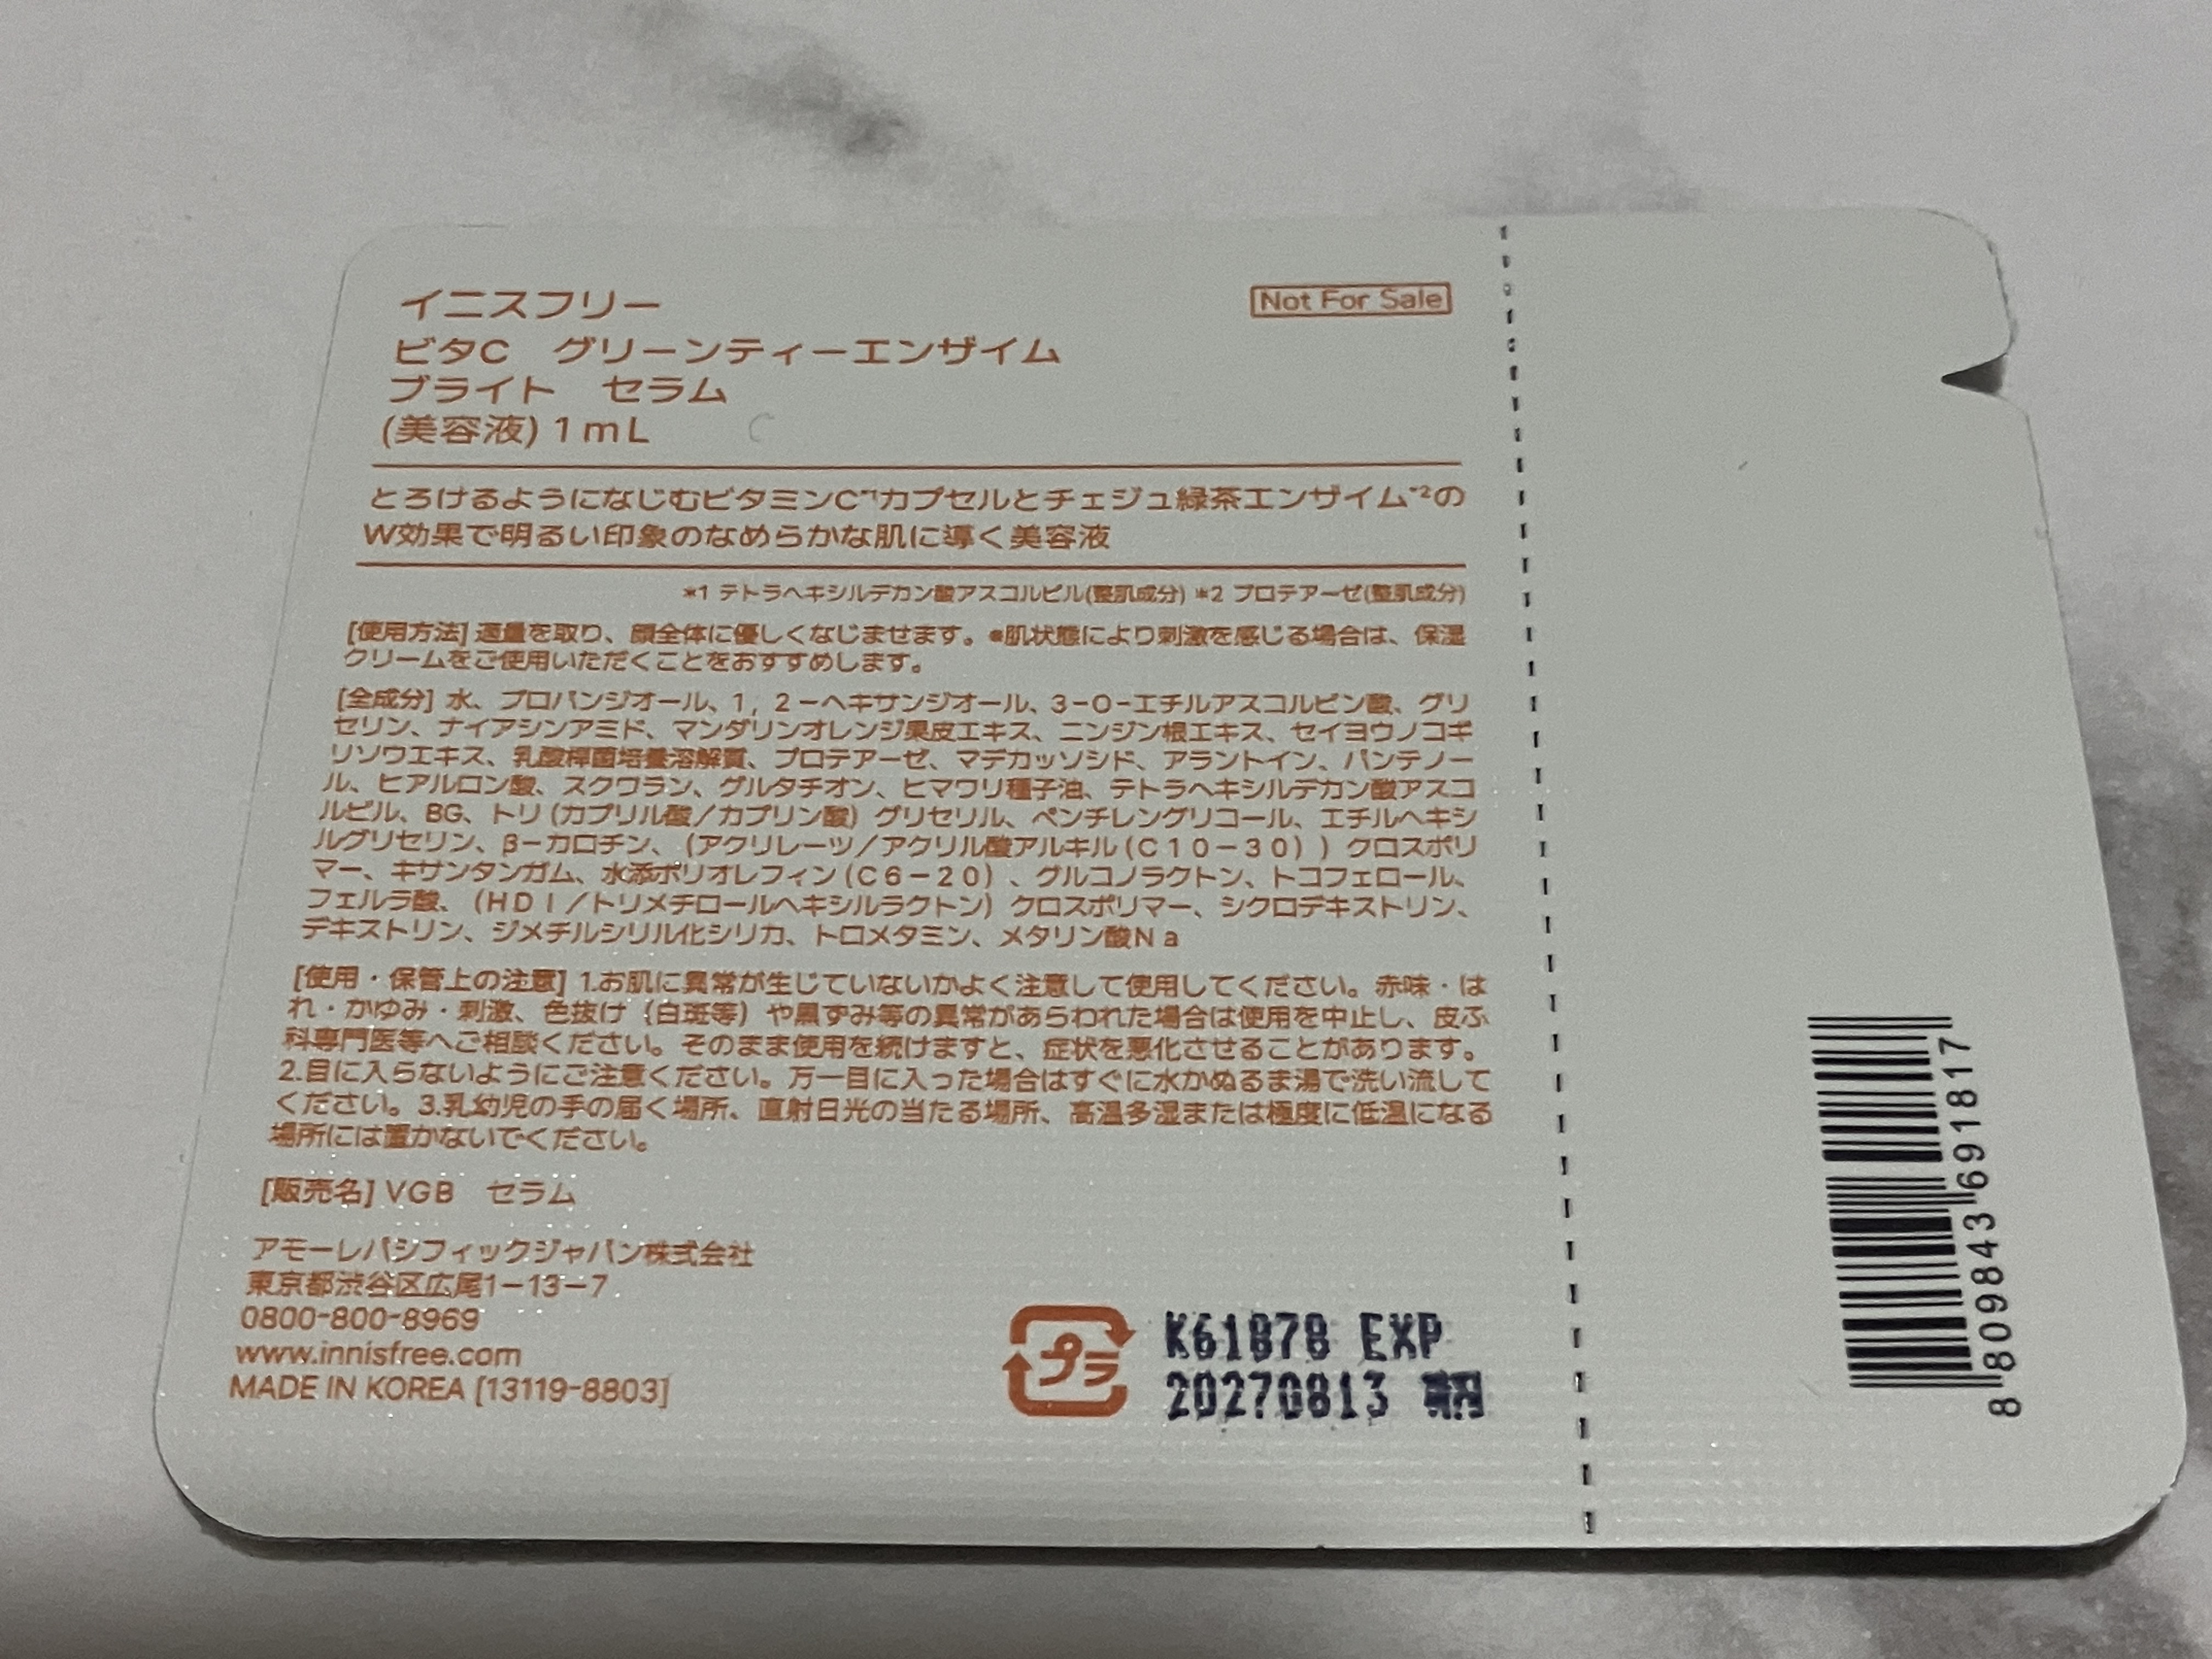 イニスフリー
Not For Sale
ビタC　グリーンティーエンザイム
ブライト　セラム
(美容液) 1mL
とろけるようになじむビタミンC*1カプセルとチェジュ緑茶エンザイム*2の
W効果で明るい印象のなめらかな肌に導く美容液
*1 テトラヘキシルデカン酸アスコルビル(整肌成分) *2 プロテアーゼ(整肌成分)
[使用方法] 適量を取り、顔全体に優しくなじませます。●肌状態により刺激を感じる場合は、保湿
クリームをご使用いただくことをおすすめします。
[全成分] 水、プロパンジオール、1, 2－ヘキサンジオール、3－O－エチルアスコルビン酸、グリ
セリン、ナイアシンアミド、マンダリンオレンジ果皮エキス、ニンジン根エキス、セイヨウノコギ
リソウエキス、乳酸桿菌培養溶解質、プロテアーゼ、マデカッソシド、アラントイン、パンテノー
ル、ヒアルロン酸、スクワラン、グルタチオン、ヒマワリ種子油、テトラヘキシルデカン酸アスコ
ルビル、BG、トリ（カプリル酸／カプリン酸）グリセリル、ペンチレングリコール、エチルヘキシ
ルグリセリン、β－カロチン、（アクリレーツ／アクリル酸アルキル（C10－30））クロスポリ
マー、キサンタンガム、水添ポリオレフィン（C6－20）、グルコノラクトン、トコフェロール、
フェルラ酸、（HDI／トリメチロールヘキシルラクトン）クロスポリマー、シクロデキストリン、
デキストリン、ジメチルシリル化シリカ、トロメタミン、メタリン酸Na
[使用・保管上の注意] 1.お肌に異常が生じていないかよく注意して使用してください。赤味・は
れ・かゆみ・刺激、色抜け（白斑等）や黒ずみ等の異常があらわれた場合は使用を中止し、皮ふ
科専門医等へご相談ください。そのまま使用を続けますと、症状を悪化させることがあります。
2.目に入らないようにご注意ください。万一目に入った場合はすぐに水かぬるま湯で洗い流して
ください。3.乳幼児の手の届く場所、直射日光の当たる場所、高温多湿または極度に低温になる
場所には置かないでください。
[販売名] VGB　セラム
アモーレパシフィックジャパン株式会社
東京都渋谷区広尾1－13－7
0800-800-8969
www.innisfree.com
MADE IN KOREA [13119-8803]
プラ
K61878 EXP
20270813
8 809843 691817